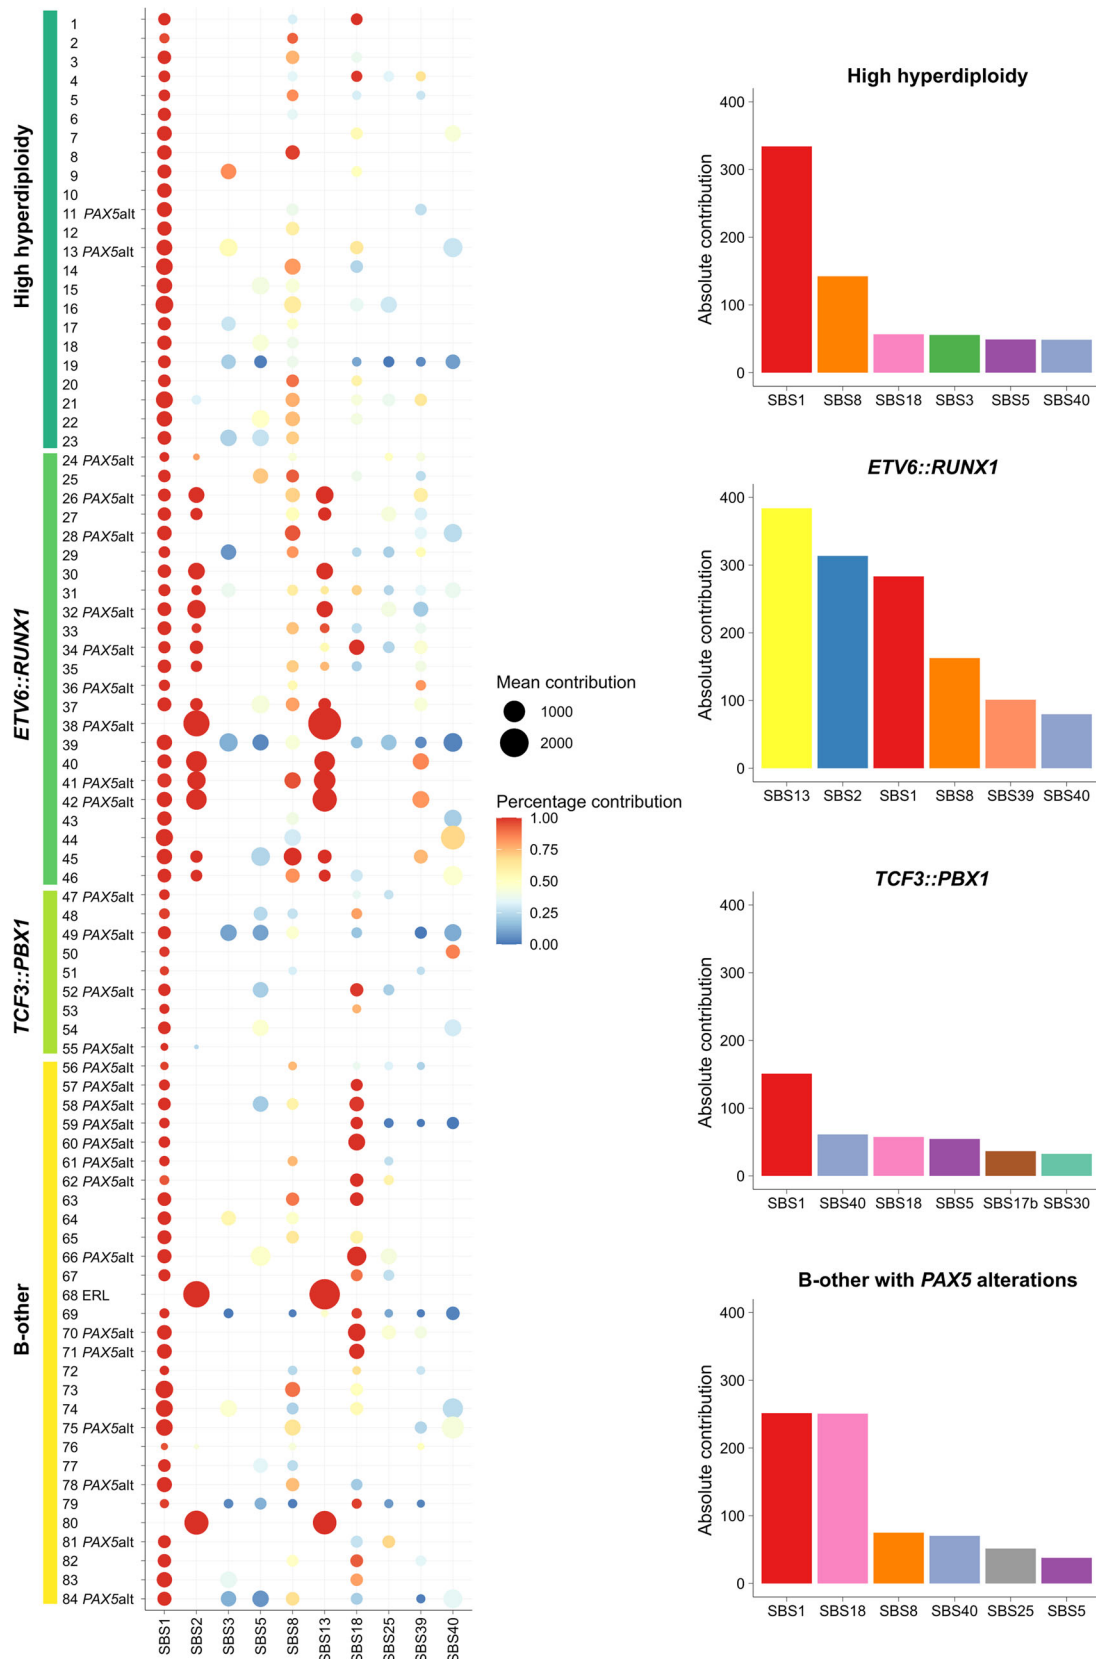 High hyperdiploidy
1
2
3
4
5
6
7
8
9
10
11 PAX5alt
12
13 PAX5alt
14
15
16
17
18
19
20
21
22
23
ETV6::RUNX1
24 PAX5alt
25
26 PAX5alt
27
28 PAX5alt
29
30
31
32 PAX5alt
33
34 PAX5alt
35
36 PAX5alt
37
38 PAX5alt
39
40
41 PAX5alt
42 PAX5alt
43
44
45
46
TCF3::PBX1
47 PAX5alt
48
49 PAX5alt
50
51
52 PAX5alt
53
54
55 PAX5alt
B-other
56 PAX5alt
57 PAX5alt
58 PAX5alt
59 PAX5alt
60 PAX5alt
61 PAX5alt
62 PAX5alt
63
64
65
66 PAX5alt
67
68 ERL
69
70 PAX5alt
71 PAX5alt
72
73
74
75 PAX5alt
76
77
78 PAX5alt
79
80
81 PAX5alt
82
83
84 PAX5alt
SBS1
SBS2
SBS3
SBS5
SBS8
SBS13
SBS18
SBS25
SBS39
SBS40
Mean contribution
1000
2000
Percentage contribution
1.00
0.75
0.50
0.25
0.00
High hyperdiploidy
Absolute contribution
400
300
200
100
0
SBS1 SBS8 SBS18 SBS3 SBS5 SBS40
ETV6::RUNX1
Absolute contribution
400
300
200
100
0
SBS13 SBS2 SBS1 SBS8 SBS39 SBS40
TCF3::PBX1
Absolute contribution
400
300
200
100
0
SBS1 SBS40 SBS18 SBS5 SBS17b SBS30
B-other with PAX5 alterations
Absolute contribution
400
300
200
100
0
SBS1 SBS18 SBS8 SBS40 SBS25 SBS5